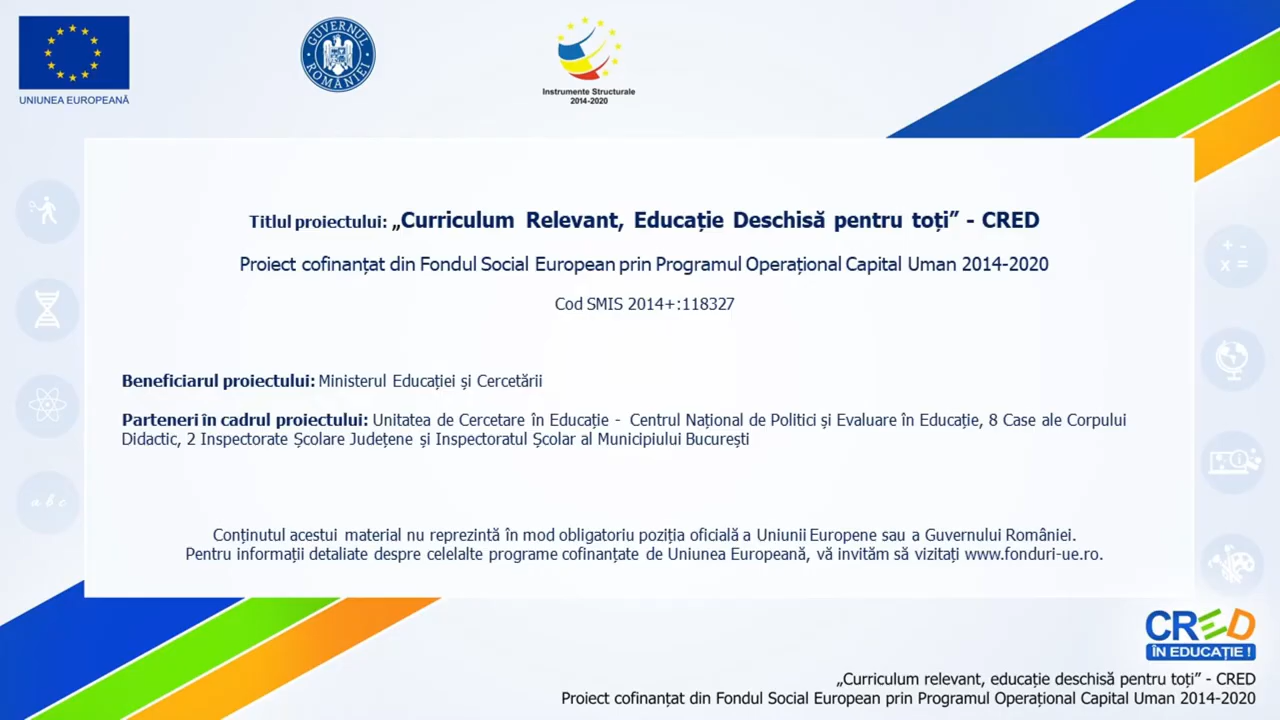 UNIUNEA EUROPEANĂ
GUVERNUL
ROMÂNIEI
Instrumente Structurale
2014-2020
Titlul proiectului: „Curriculum Relevant, Educație Deschisă pentru toți” - CRED
Proiect cofinanțat din Fondul Social European prin Programul Operațional Capital Uman 2014-2020
Cod SMIS 2014+:118327
Beneficiarul proiectului: Ministerul Educației și Cercetării
Parteneri în cadrul proiectului: Unitatea de Cercetare în Educație - Centrul Național de Politici și Evaluare în Educație, 8 Case ale Corpului
Didactic, 2 Inspectorate Școlare Județene și Inspectoratul Școlar al Municipiului București
Conținutul acestui material nu reprezintă în mod obligatoriu poziția oficială a Uniunii Europene sau a Guvernului României.
Pentru informații detaliate despre celelalte programe cofinanțate de Uniunea Europeană, vă invităm să vizitați www.fonduri-ue.ro.
a b c
+ -
x =
CRED
ÎN EDUCAȚIE !
„Curriculum relevant, educație deschisă pentru toți” - CRED
Proiect cofinanțat din Fondul Social European prin Programul Operațional Capital Uman 2014-2020